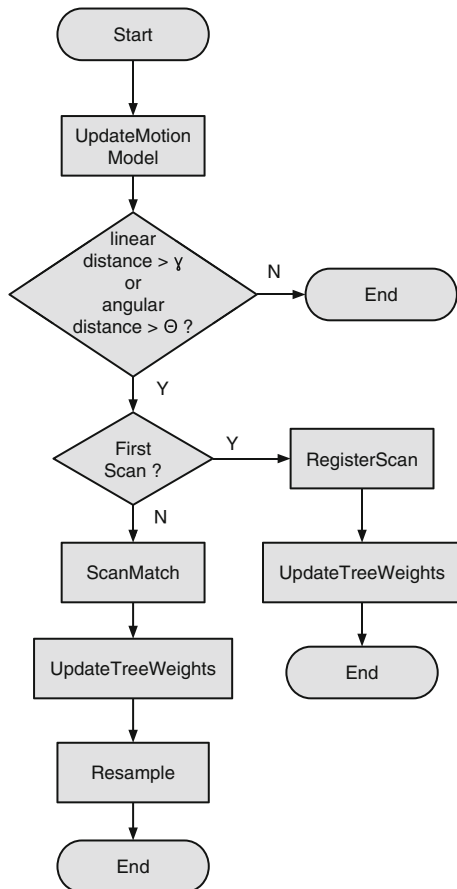 Start
UpdateMotion
Model
linear
distance > ɣ
or
angular
distance > Θ ?
N
End
Y
First
Scan ?
Y
RegisterScan
N
ScanMatch
UpdateTreeWeights
UpdateTreeWeights
End
Resample
End